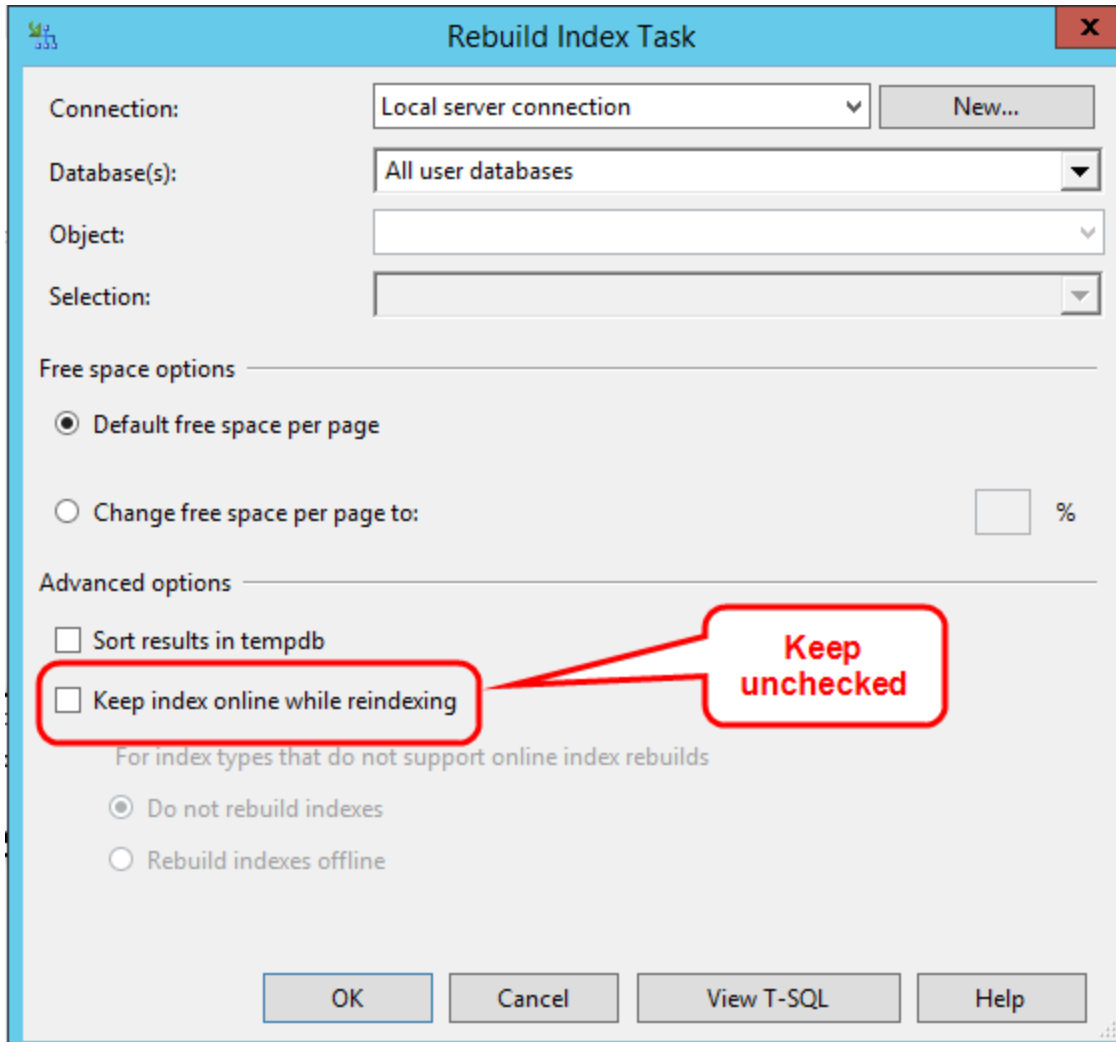 Rebuild Index Task
x
Connection:
Local server connection
New...
Database(s):
All user databases
Object:
Selection:
Free space options
Default free space per page
Change free space per page to:
%
Advanced options
Sort results in tempdb
Keep index online while reindexing
Keep
unchecked
For index types that do not support online index rebuilds
Do not rebuild indexes
Rebuild indexes offline
OK
Cancel
View T-SQL
Help